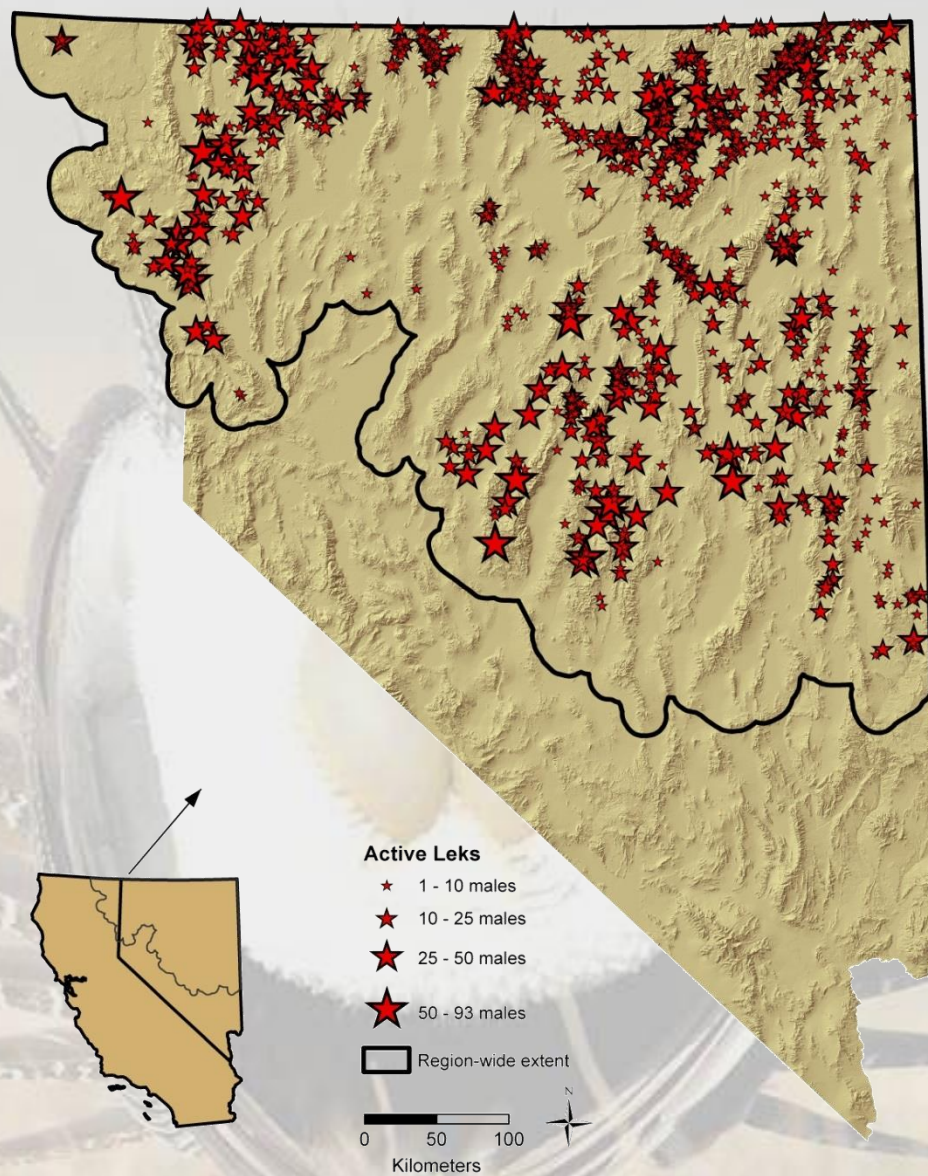 Active Leks
1 - 10 males
10 - 25 males
25 - 50 males
50 - 93 males
Region-wide extent
N
0 50 100
Kilometers